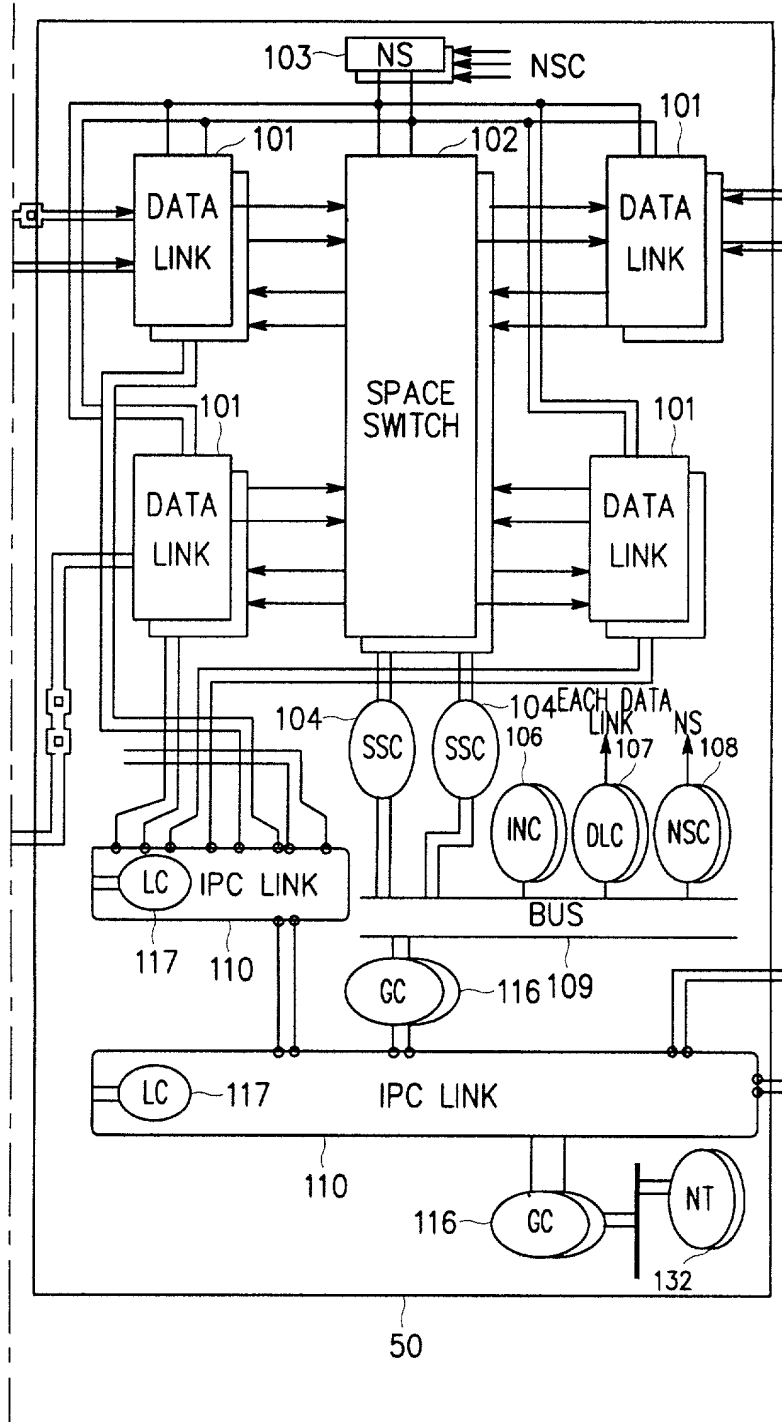 103
NS
NSC
101
102
101
DATA
LINK
DATA
LINK
SPACE
SWITCH
101
101
DATA
LINK
DATA
LINK
104
SSC
104
SSC
EACH DATA
LINK
NS
106
107
108
INC
DLC
NSC
LC
IPC LINK
BUS
117
110
GC
116
109
LC
117
IPC LINK
110
116
GC
NT
132
50